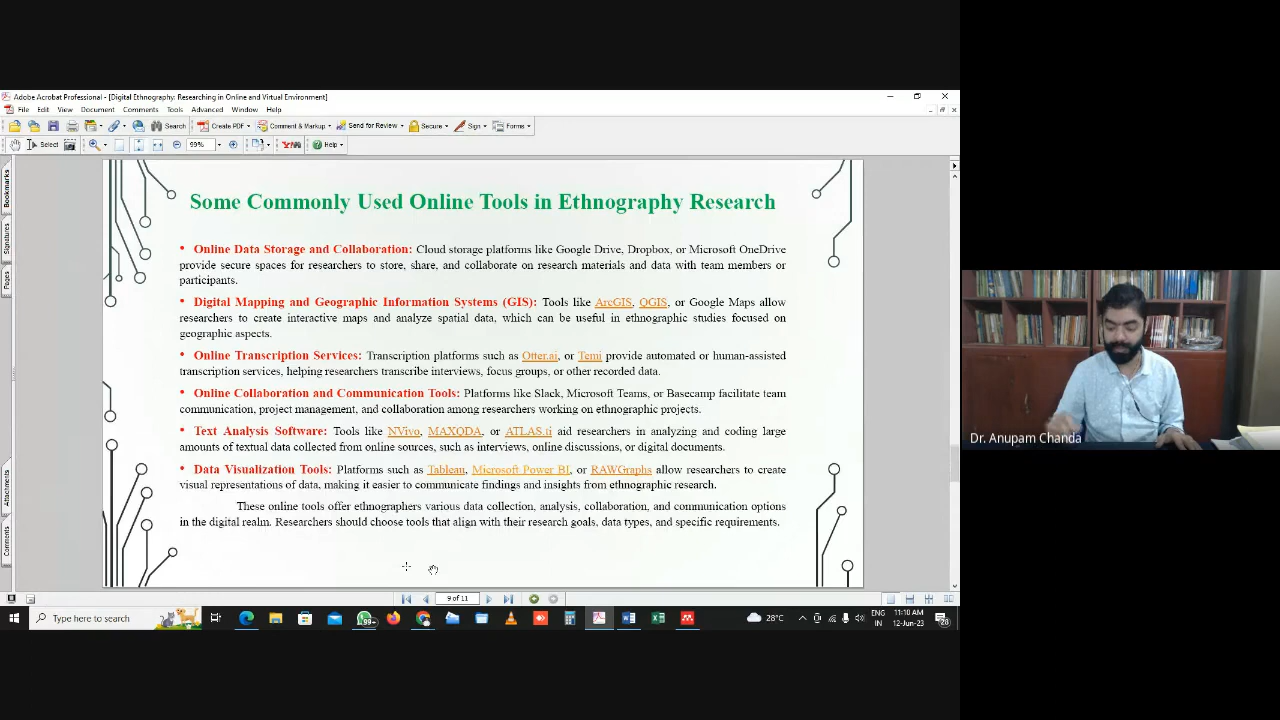 Adobe Acrobat Professional - [Digital Ethnography: Researching in Online and Virtual Environment]
File Edit View Document Comments Tools Advanced Window Help
Search Create PDF Comment & Markup Send for Review Secure Sign Forms
Select 99% Help
Bookmarks
Signatures
Pages
Attachments
Comments
Some Commonly Used Online Tools in Ethnography Research
• Online Data Storage and Collaboration: Cloud storage platforms like Google Drive, Dropbox, or Microsoft OneDrive
provide secure spaces for researchers to store, share, and collaborate on research materials and data with team members or
participants.
• Digital Mapping and Geographic Information Systems (GIS): Tools like ArcGIS, QGIS, or Google Maps allow
researchers to create interactive maps and analyze spatial data, which can be useful in ethnographic studies focused on
geographic aspects.
• Online Transcription Services: Transcription platforms such as Otter.ai, or Temi provide automated or human-assisted
transcription services, helping researchers transcribe interviews, focus groups, or other recorded data.
• Online Collaboration and Communication Tools: Platforms like Slack, Microsoft Teams, or Basecamp facilitate team
communication, project management, and collaboration among researchers working on ethnographic projects.
• Text Analysis Software: Tools like NVivo, MAXQDA, or ATLAS.ti aid researchers in analyzing and coding large
amounts of textual data collected from online sources, such as interviews, online discussions, or digital documents.
• Data Visualization Tools: Platforms such as Tableau, Microsoft Power BI, or RAWGraphs allow researchers to create
visual representations of data, making it easier to communicate findings and insights from ethnographic research.
These online tools offer ethnographers various data collection, analysis, collaboration, and communication options
in the digital realm. Researchers should choose tools that align with their research goals, data types, and specific requirements.
Dr. Anupam Chanda
9 of 11
Type here to search
99+
28°C
ENG
IN
11:10 AM
12-Jun-23
28